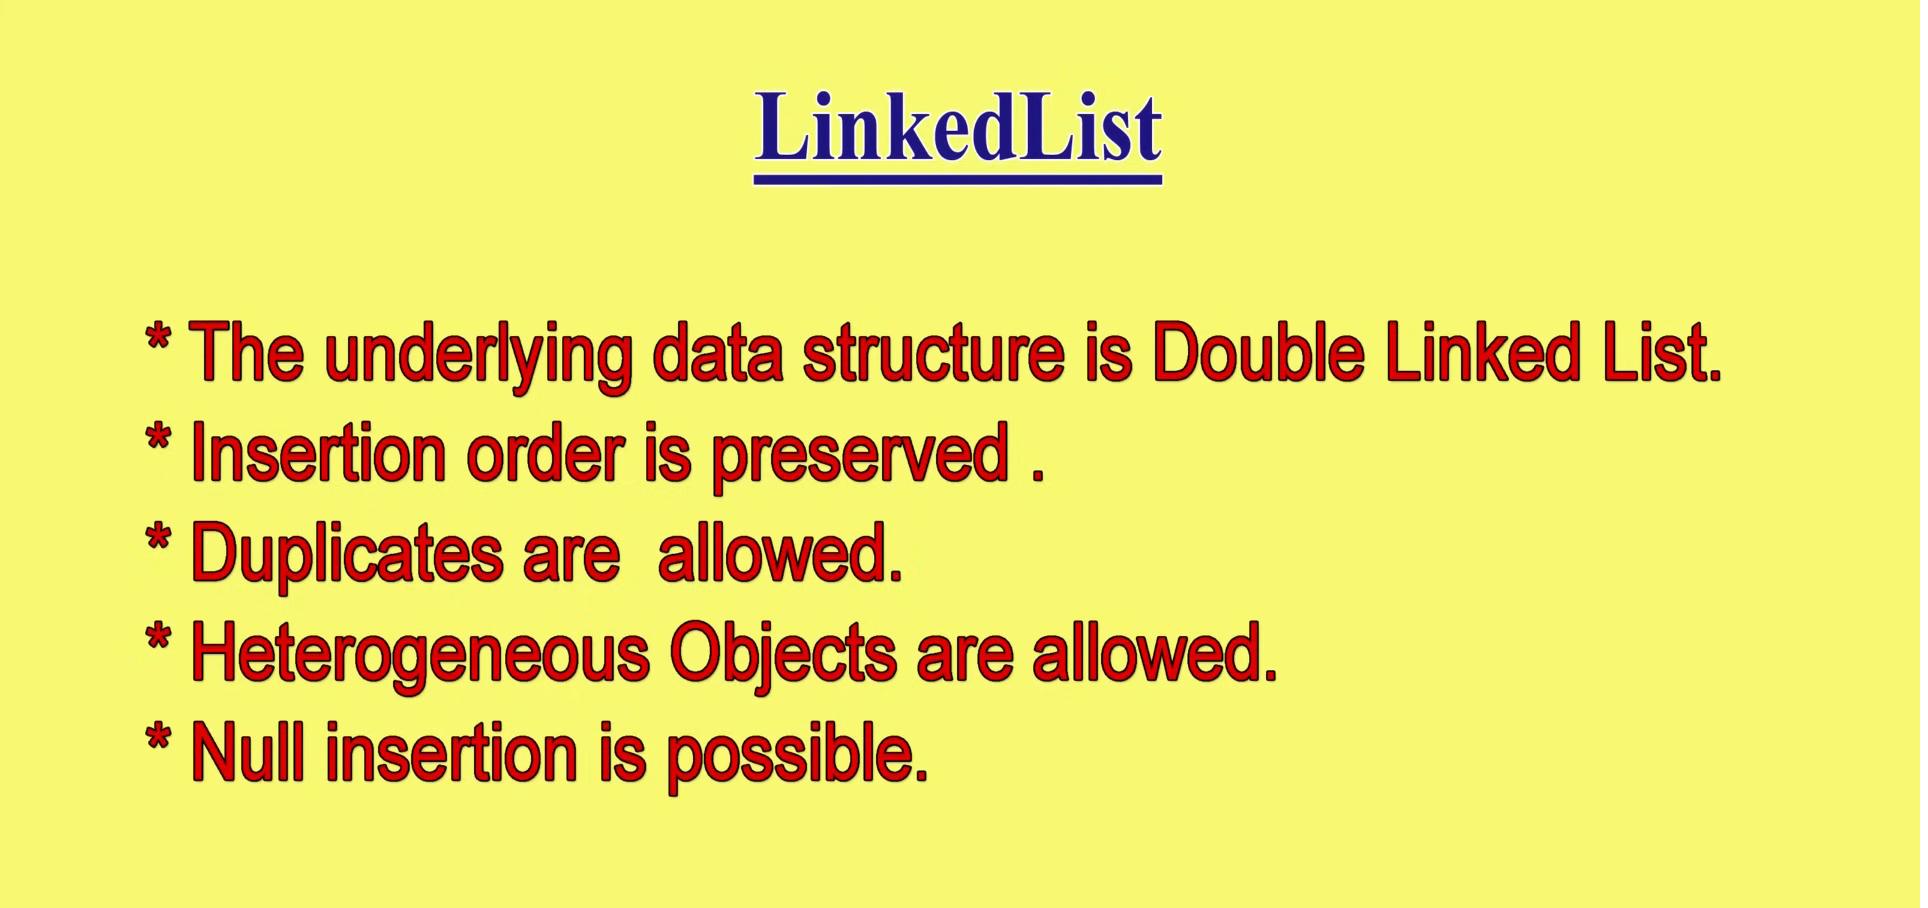 LinkedList
* The underlying data structure is Double Linked List.
* Insertion order is preserved .
* Duplicates are  allowed.
* Heterogeneous Objects are allowed.
* Null insertion is possible.